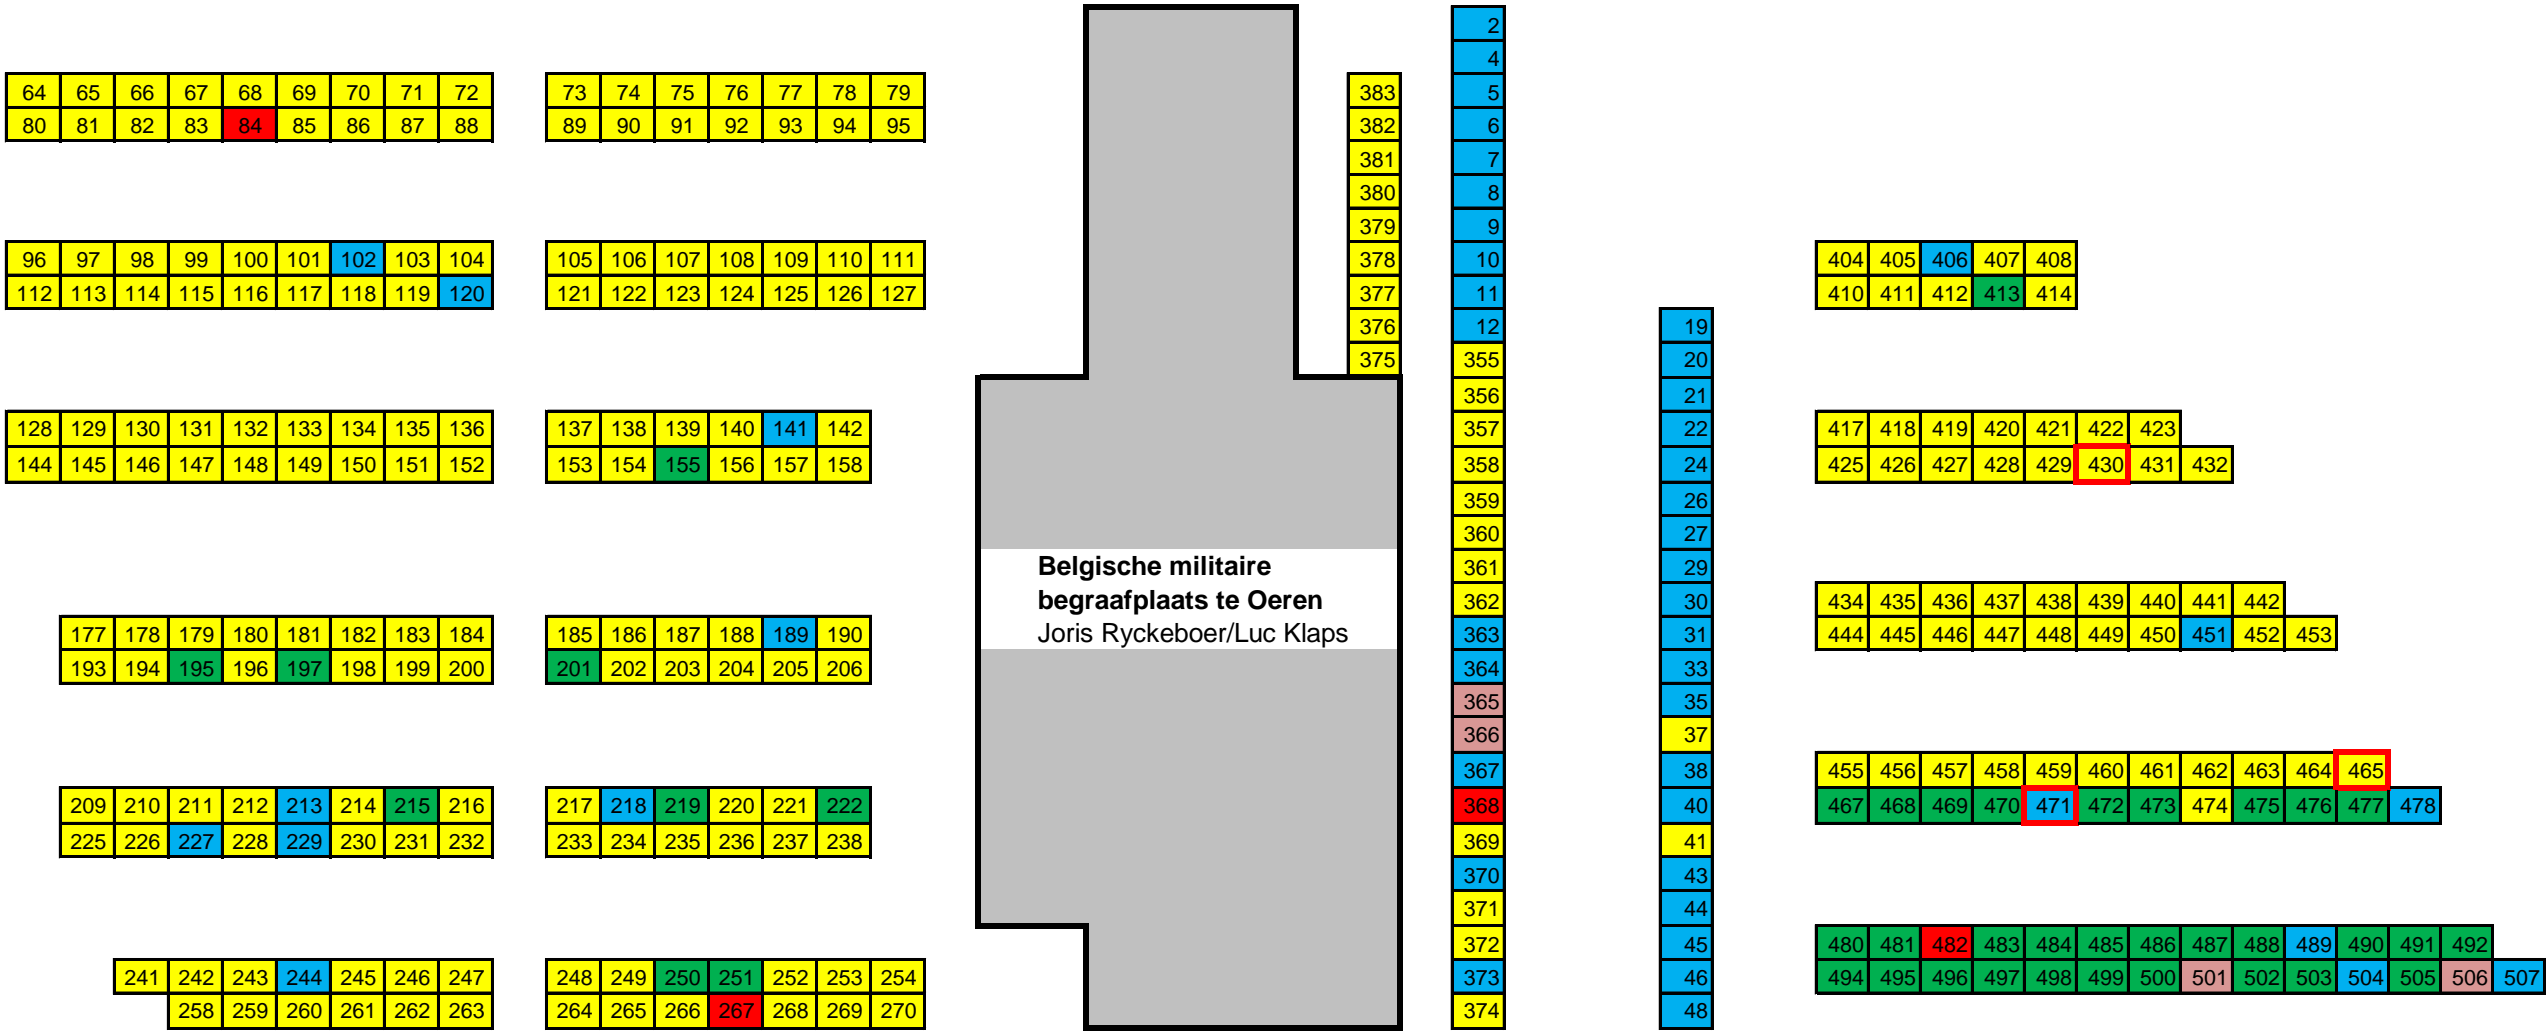 64 65 66 67 68 69 70 71 72
80 81 82 83 84 85 86 87 88
73 74 75 76 77 78 79
89 90 91 92 93 94 95
96 97 98 99 100 101 102 103 104
112 113 114 115 116 117 118 119 120
105 106 107 108 109 110 111
121 122 123 124 125 126 127
128 129 130 131 132 133 134 135 136
144 145 146 147 148 149 150 151 152
137 138 139 140 141 142
153 154 155 156 157 158
177 178 179 180 181 182 183 184
193 194 195 196 197 198 199 200
185 186 187 188 189 190
201 202 203 204 205 206
209 210 211 212 213 214 215 216
225 226 227 228 229 230 231 232
217 218 219 220 221 222
233 234 235 236 237 238
241 242 243 244 245 246 247
258 259 260 261 262 263
248 249 250 251 252 253 254
264 265 266 267 268 269 270
Belgische militaire
begraafplaats te Oeren
Joris Ryckeboer/Luc Klaps
383
382
381
380
379
378
377
376
375
2
4
5
6
7
8
9
10
11
12
355
356
357
358
359
360
361
362
363
364
365
366
367
368
369
370
371
372
373
374
19
20
21
22
24
26
27
29
30
31
33
35
37
38
40
41
43
44
45
46
48
404 405 406 407 408
410 411 412 413 414
417 418 419 420 421 422 423
425 426 427 428 429 430 431 432
434 435 436 437 438 439 440 441 442
444 445 446 447 448 449 450 451 452 453
455 456 457 458 459 460 461 462 463 464 465
467 468 469 470 471 472 473 474 475 476 477 478
480 481 482 483 484 485 486 487 488 489 490 491 492
494 495 496 497 498 499 500 501 502 503 504 505 506 507